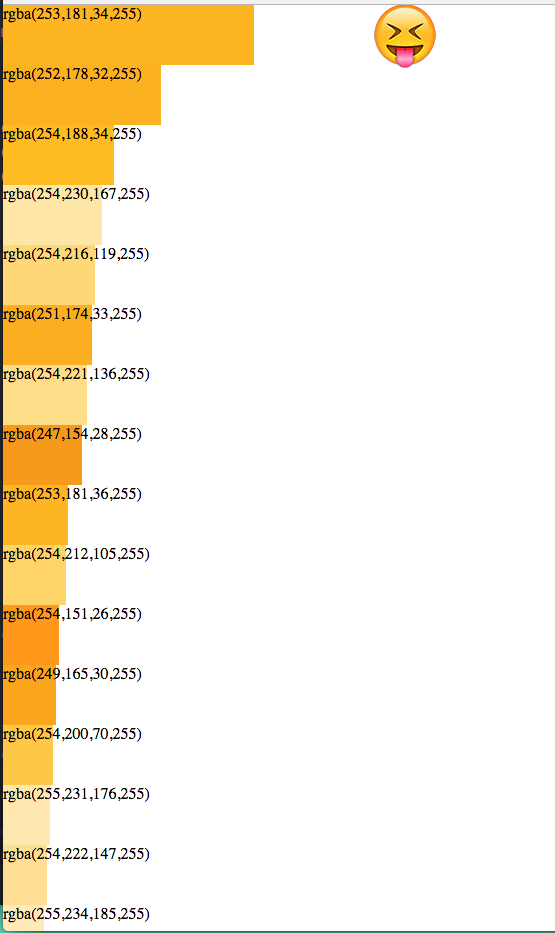 rgba(253,181,34,255)
rgba(252,178,32,255)
rgba(254,188,34,255)
rgba(254,230,167,255)
rgba(254,216,119,255)
rgba(251,174,33,255)
rgba(254,221,136,255)
rgba(247,154,28,255)
rgba(253,181,36,255)
rgba(254,212,105,255)
rgba(254,151,26,255)
rgba(249,165,30,255)
rgba(254,200,70,255)
rgba(255,231,176,255)
rgba(254,222,147,255)
rgba(255,234,185,255)